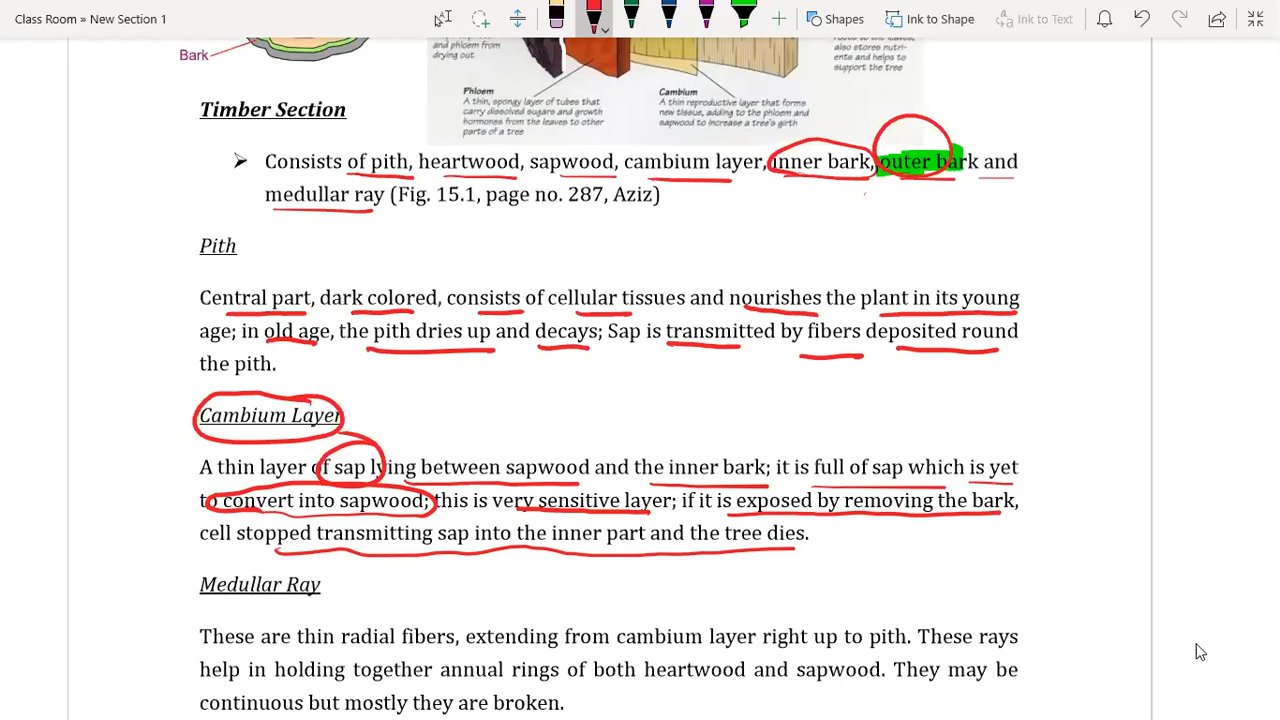 Class Room » New Section 1
Shapes
Ink to Shape
Ink to Text
and phloem from
drying out.
also stores nutri-
ents and helps to
support the tree
Bark
Phloem
A thin, spongy layer of tubes that
carry dissolved sugars and growth
hormones from the leaves to other
parts of a tree
Cambium
A thin reproductive layer that forms
new tissue, adding to the phloem and
sapwood to increase a tree's girth
Timber Section
➢ Consists of pith, heartwood, sapwood, cambium layer, inner bark, outer bark and
medullar ray (Fig. 15.1, page no. 287, Aziz)
Pith
Central part, dark colored, consists of cellular tissues and nourishes the plant in its young
age; in old age, the pith dries up and decays; Sap is transmitted by fibers deposited round
the pith.
Cambium Layer
A thin layer of sap lying between sapwood and the inner bark; it is full of sap which is yet
to convert into sapwood; this is very sensitive layer; if it is exposed by removing the bark,
cell stopped transmitting sap into the inner part and the tree dies.
Medullar Ray
These are thin radial fibers, extending from cambium layer right up to pith. These rays
help in holding together annual rings of both heartwood and sapwood. They may be
continuous but mostly they are broken.